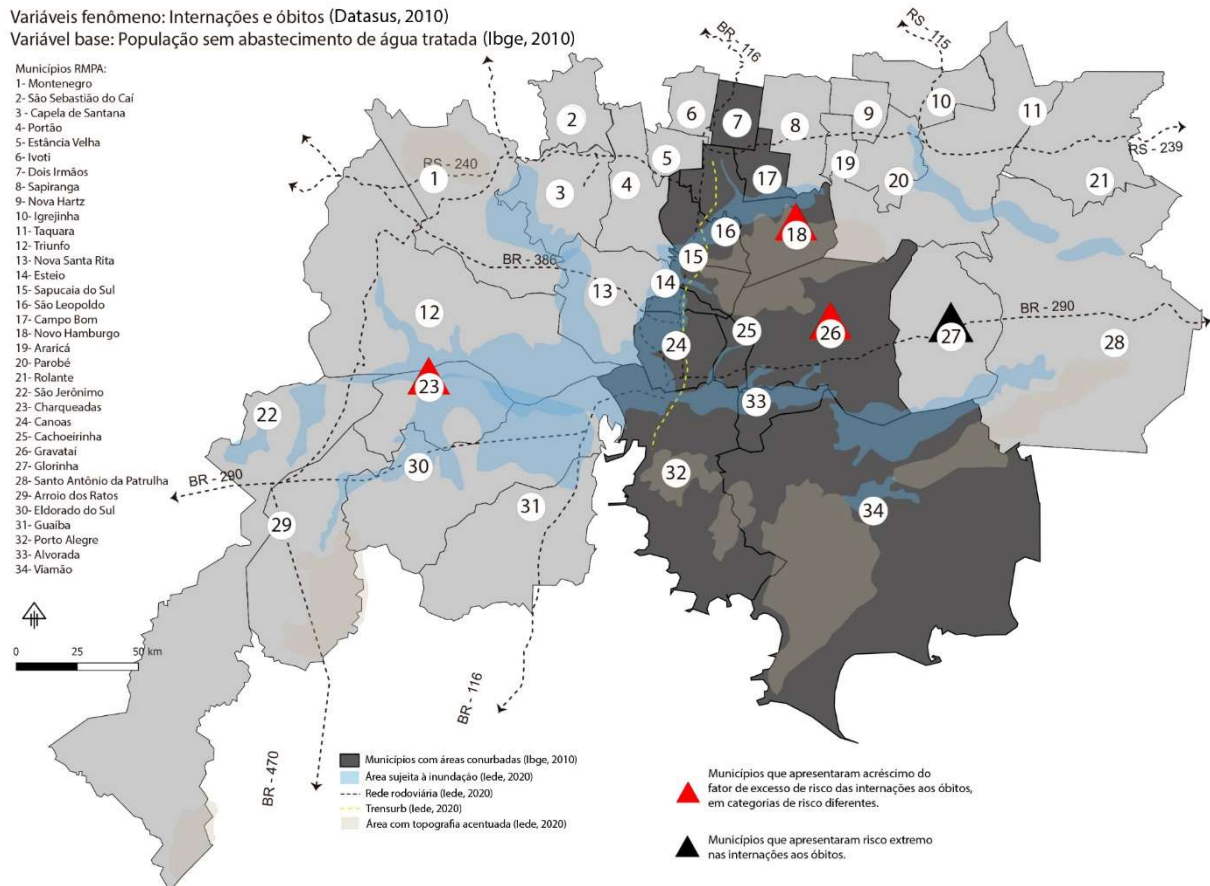 Variáveis fenômeno: Internações e óbitos (Datasus, 2010)
Variável base: População sem abastecimento de água tratada (Ibge, 2010)
Municípios RMPA:
1- Montenegro
2- São Sebastião do Caí
3 - Capela de Santana
4- Portão
5- Estância Velha
6- Ivoti
7- Dois Irmãos
8- Sapiranga
9- Nova Hartz
10- Igrejinha
11- Taquara
12- Triunfo
13- Nova Santa Rita
14- Esteio
15- Sapucaia do Sul
16- São Leopoldo
17- Campo Bom
18- Novo Hamburgo
19- Araricá
20- Parobé
21- Rolante
22- São Jerônimo
23- Charqueadas
24- Canoas
25- Cachoeirinha
26- Gravataí
27- Glorinha
28- Santo Antônio da Patrulha
29- Arroio dos Ratos
30- Eldorado do Sul
31- Guaíba
32- Porto Alegre
33- Alvorada
34- Viamão
0 25 50 km
BR - 116
RS - 115
2
6
7
8
9
10
11
RS - 240
1
3
4
5
17
19
20
RS - 239
21
16
18
BR - 386
15
14
13
12
24
25
26
27
BR - 290
28
23
22
33
30
BR - 290
32
31
34
29
BR - 116
BR - 470
Municípios com áreas conurbadas (Ibge, 2010)
Área sujeita à inundação (Iede, 2020)
Rede rodoviária (Iede, 2020)
Trensurb (Iede, 2020)
Área com topografia acentuada (Iede, 2020)
Municípios que apresentaram acréscimo do
fator de excesso de risco das internações aos óbitos,
em categorias de risco diferentes.
Municípios que apresentaram risco extremo
nas internações aos óbitos.